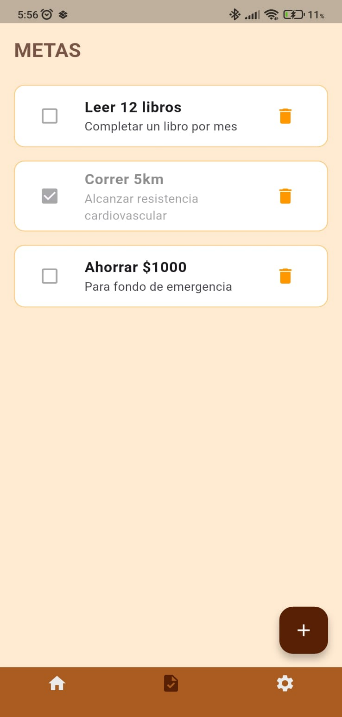 5:56
11%
METAS
Leer 12 libros
Completar un libro por mes
Correr 5km
Alcanzar resistencia
cardiovascular
Ahorrar $1000
Para fondo de emergencia